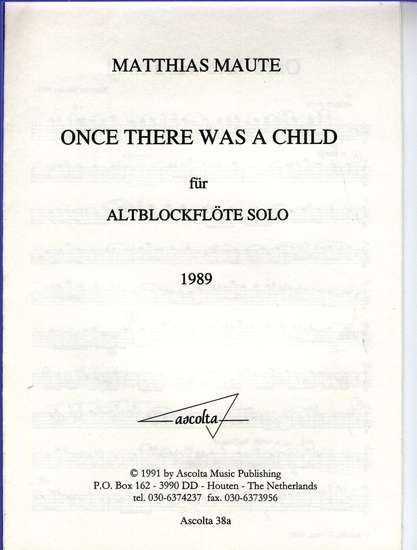 MATTHIAS MAUTE
ONCE THERE WAS A CHILD
für
ALTBLOCKFLÖTE SOLO
1989
ascolta
© 1991 by Ascolta Music Publishing
P.O. Box 162 - 3990 DD - Houten - The Netherlands
tel. 030-6374237 fax. 030-6373956
Ascolta 38a